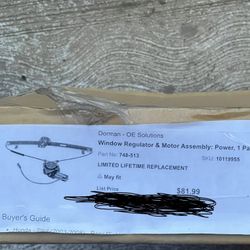 Dorman - OE Solutions
Window Regulator & Motor Assembly: Power, 1 Pa
Part No: 748-513
SKU: 10119955
LIMITED LIFETIME REPLACEMENT
⚠ May fit
List Price
$81.99
Buyer's Guide
Honda